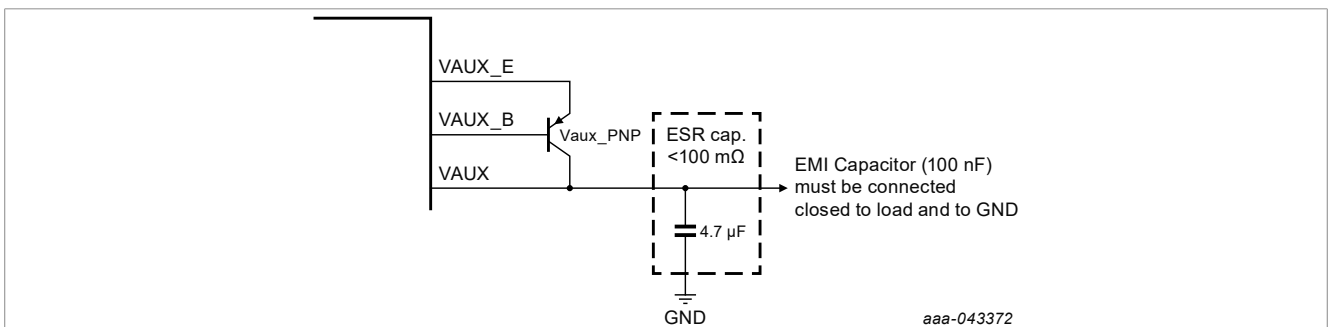 VAUX_E
VAUX_B
Vaux_PNP
VAUX
ESR cap.
<100 mΩ
4.7 µF
GND
EMI Capacitor (100 nF)
must be connected
closed to load and to GND
aaa-043372